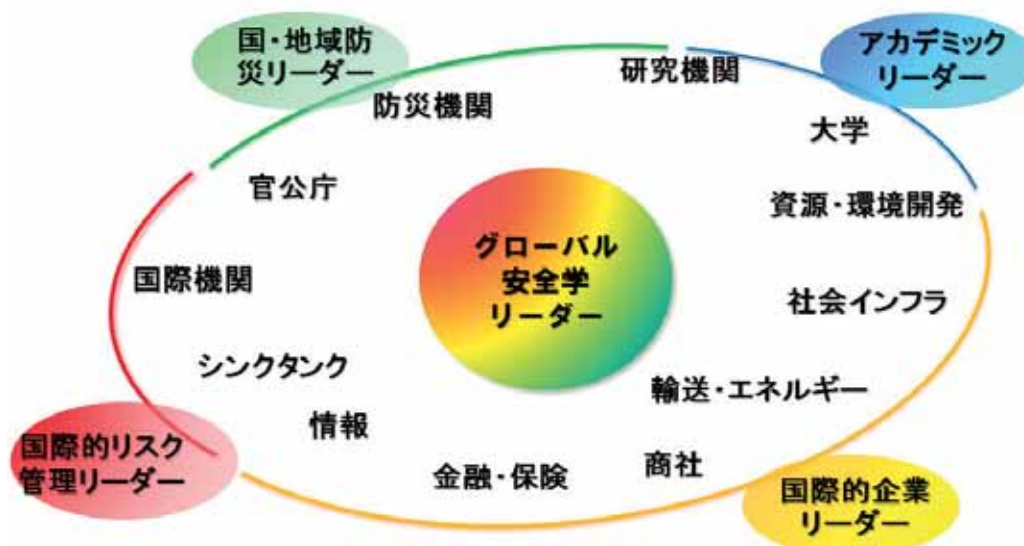 国・地域防
災リーダー
アカデミック
リーダー
研究機関
防災機関
大学
官公庁
資源・環境開発
グローバル
安全学
リーダー
国際機関
社会インフラ
シンクタンク
輸送・エネルギー
情報
国際的リスク
管理リーダー
金融・保険
商社
国際的企業
リーダー